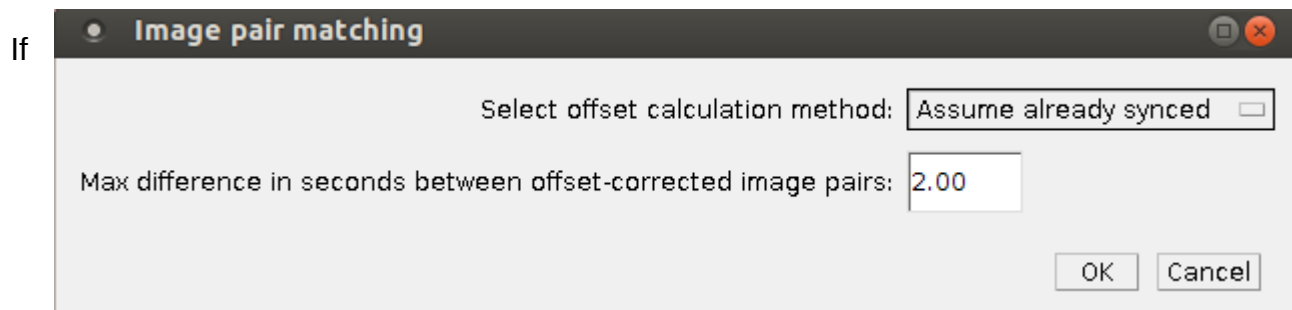 If
Image pair matching
Select offset calculation method: Assume already synced
Max difference in seconds between offset-corrected image pairs: 2.00
OK Cancel